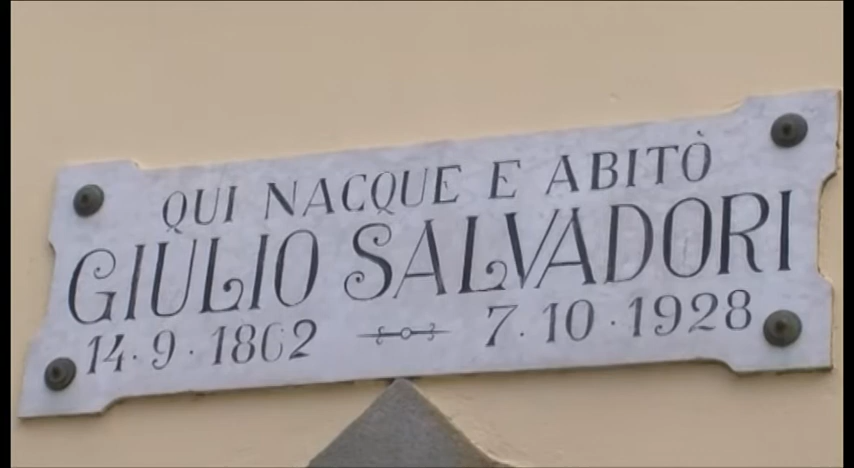 QUI NACQUE E ABITÒ
GIULIO SALVADORI
14·9·1862 7·10·1928